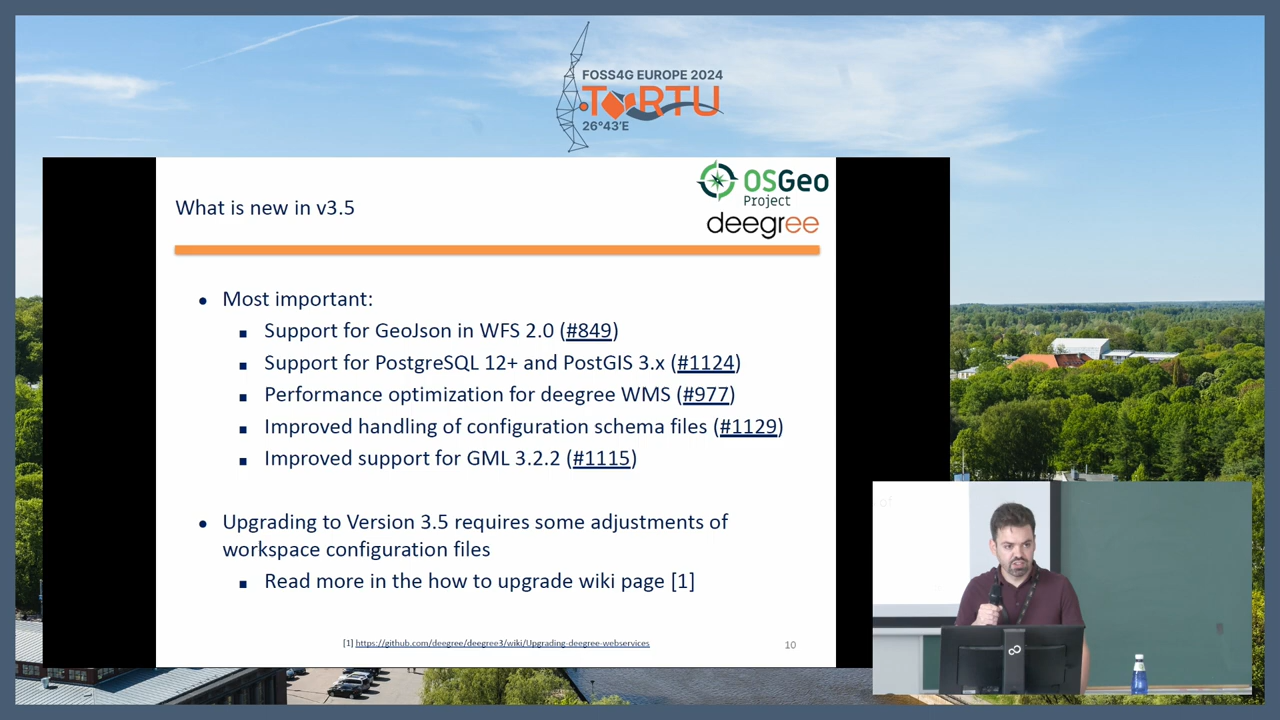 FOSS4G EUROPE 2024
TARTU
26°43'E
OSGeo
Project
deegree
What is new in v3.5
• Most important:
▪ Support for GeoJson in WFS 2.0 (#849)
▪ Support for PostgreSQL 12+ and PostGIS 3.x (#1124)
▪ Performance optimization for deegree WMS (#977)
▪ Improved handling of configuration schema files (#1129)
▪ Improved support for GML 3.2.2 (#1115)
• Upgrading to Version 3.5 requires some adjustments of
workspace configuration files
▪ Read more in the how to upgrade wiki page [1]
[1] https://github.com/deegree/deegree3/wiki/Upgrading-deegree-webservices
10
of